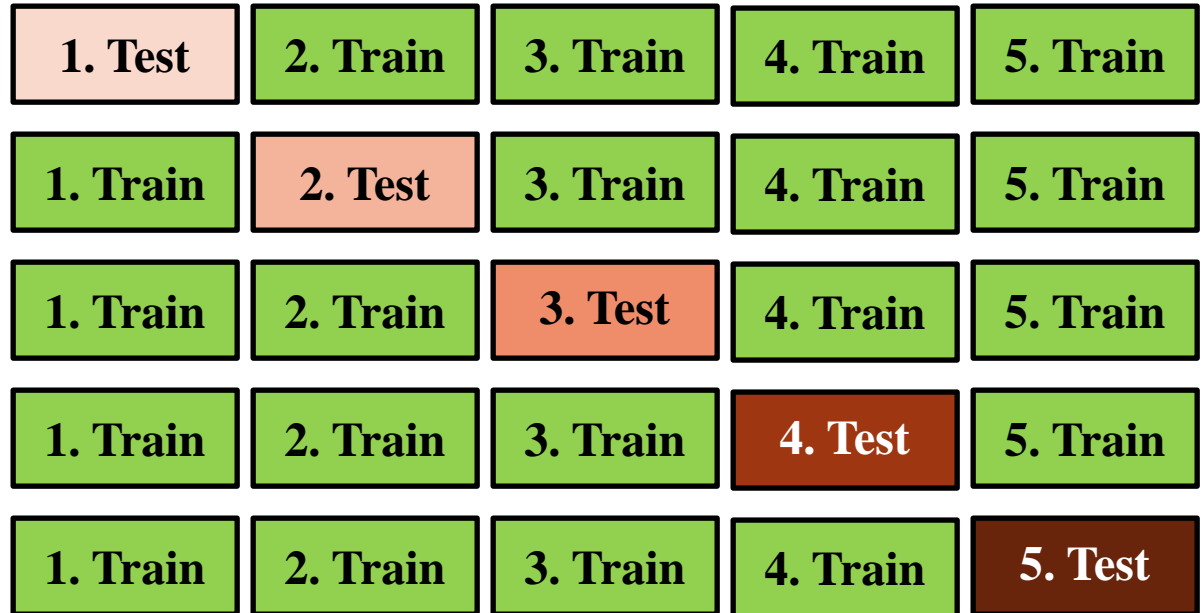 1. Test 2. Train 3. Train 4. Train 5. Train
1. Train 2. Test 3. Train 4. Train 5. Train
1. Train 2. Train 3. Test 4. Train 5. Train
1. Train 2. Train 3. Train 4. Test 5. Train
1. Train 2. Train 3. Train 4. Train 5. Test